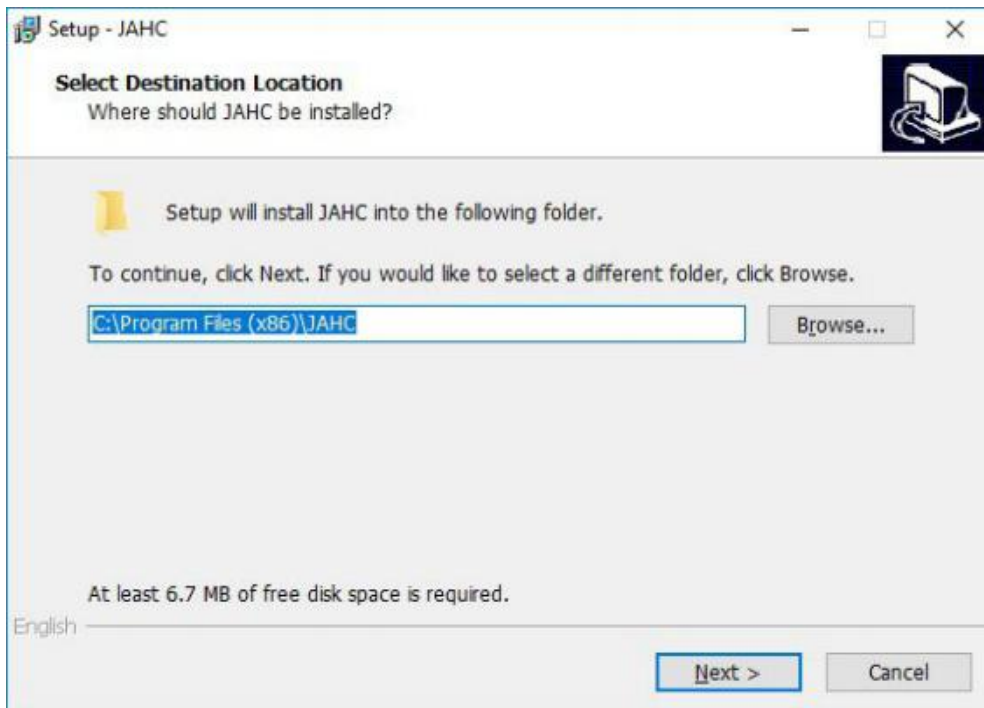 Setup - JAHC
Select Destination Location
Where should JAHC be installed?
Setup will install JAHC into the following folder.
To continue, click Next. If you would like to select a different folder, click Browse.
C:\Program Files (x86)\JAHC
Browse...
At least 6.7 MB of free disk space is required.
English
Next >
Cancel